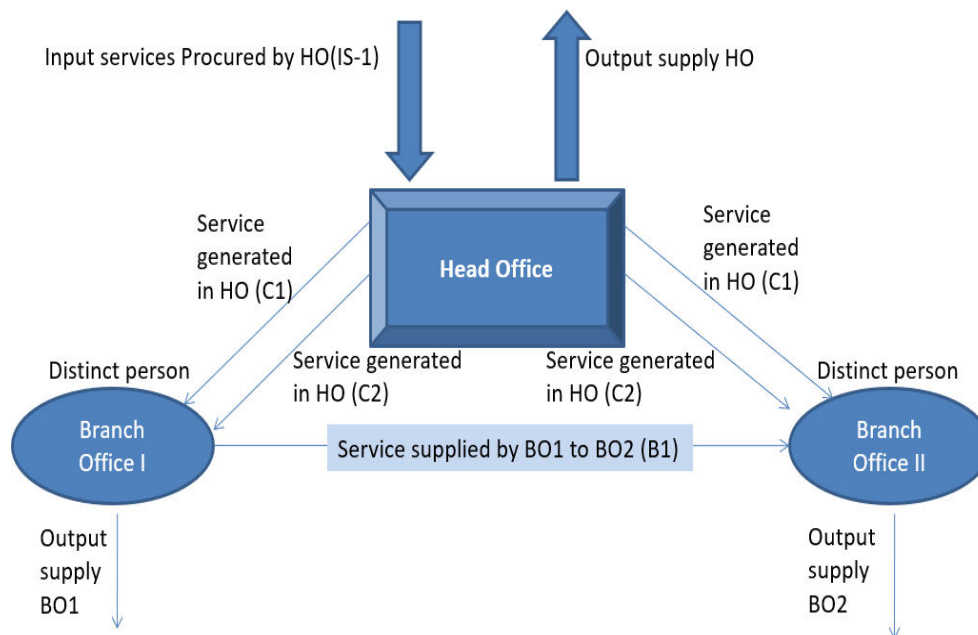 Input services Procured by HO(IS-1)
Output supply HO
Service
generated
in HO (C1)
Service
generated
in HO (C1)
Head Office
Service generated
in HO (C2)
Service generated
in HO (C2)
Distinct person
Distinct person
Branch
Office I
Service supplied by BO1 to BO2 (B1)
Branch
Office II
Output
supply
BO1
Output
supply
BO2